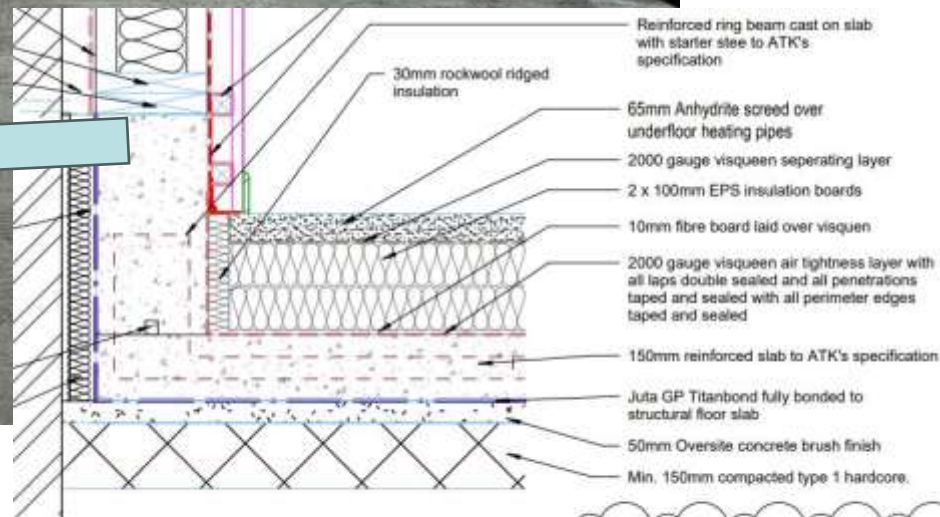 Reinforced ring beam cast on slab
with starter stee to ATK's
specification
30mm rockwool ridged
insulation
65mm Anhydrite screed over
underfloor heating pipes
2000 gauge visqueen seperating layer
2 x 100mm EPS insulation boards
10mm fibre board laid over visquen
2000 gauge visqueen air tightness layer with
all laps double sealed and all penetrations
taped and sealed with all perimeter edges
taped and sealed
150mm reinforced slab to ATK's specification
Juta GP Titanbond fully bonded to
structural floor slab
50mm Oversite concrete brush finish
Min. 150mm compacted type 1 hardcore.